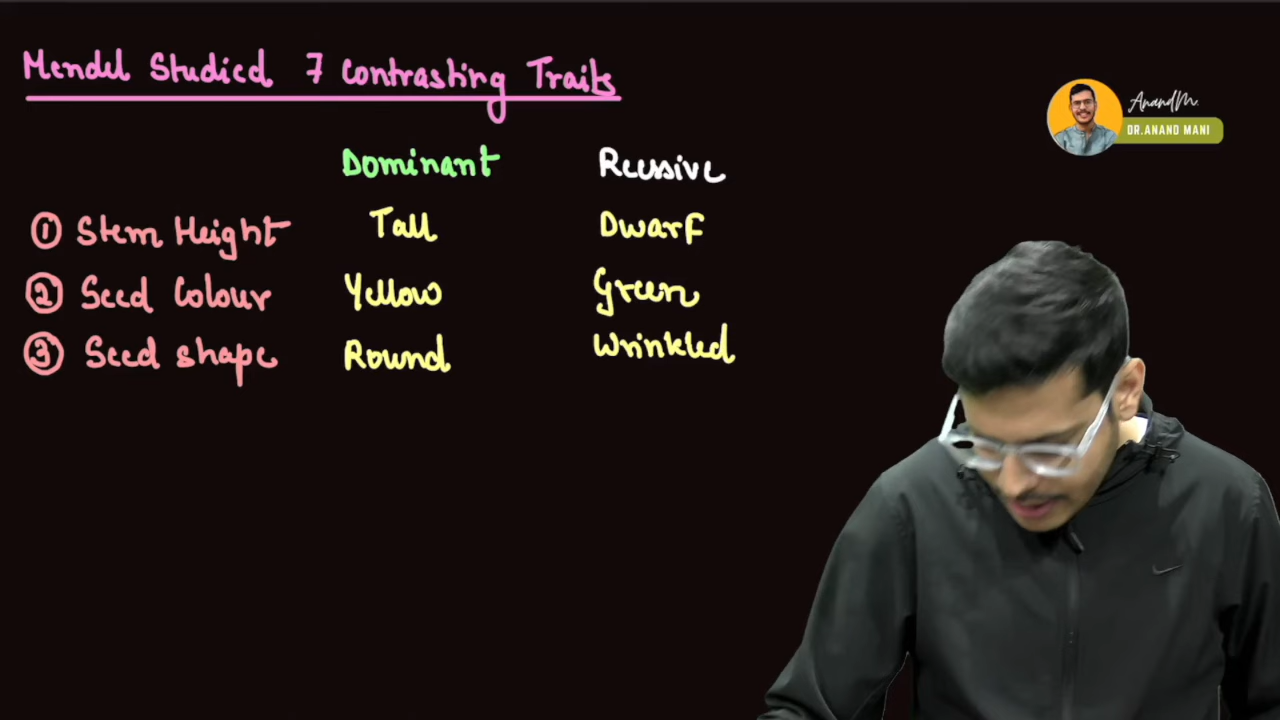 Mendel Studied 7 Contrasting Traits
AnandM.
DR.ANAND MANI
Dominant Recessive
① Stem Height Tall Dwarf
② Seed Colour Yellow Green
③ Seed shape Round Wrinkled